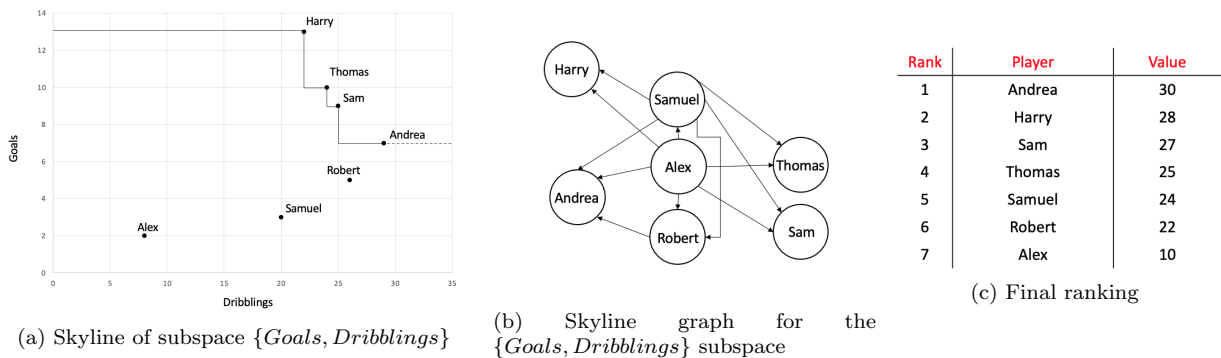 14
12
10
8
6
4
2
0
0 5 10 15 20 25 30 35
Goals
Dribblings
Harry
Thomas
Sam
Andrea
Robert
Samuel
Alex
(a) Skyline of subspace {Goals, Dribblings}
Harry
Samuel
Alex
Thomas
Andrea
Robert
Sam
(b) Skyline graph for the
{Goals, Dribblings} subspace
Rank Player Value
1 Andrea 30
2 Harry 28
3 Sam 27
4 Thomas 25
5 Samuel 24
6 Robert 22
7 Alex 10
(c) Final ranking